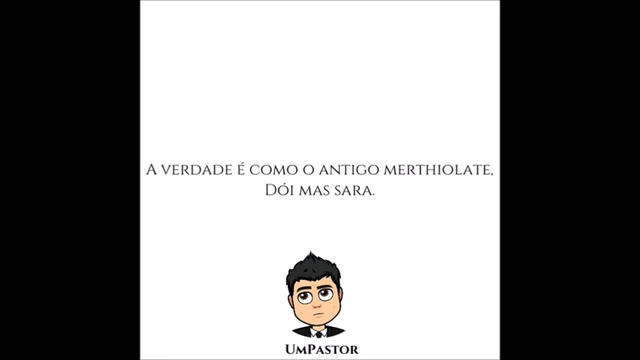 A verdade é como o antigo merthiolate,
Dói mas sara.
UmPastor